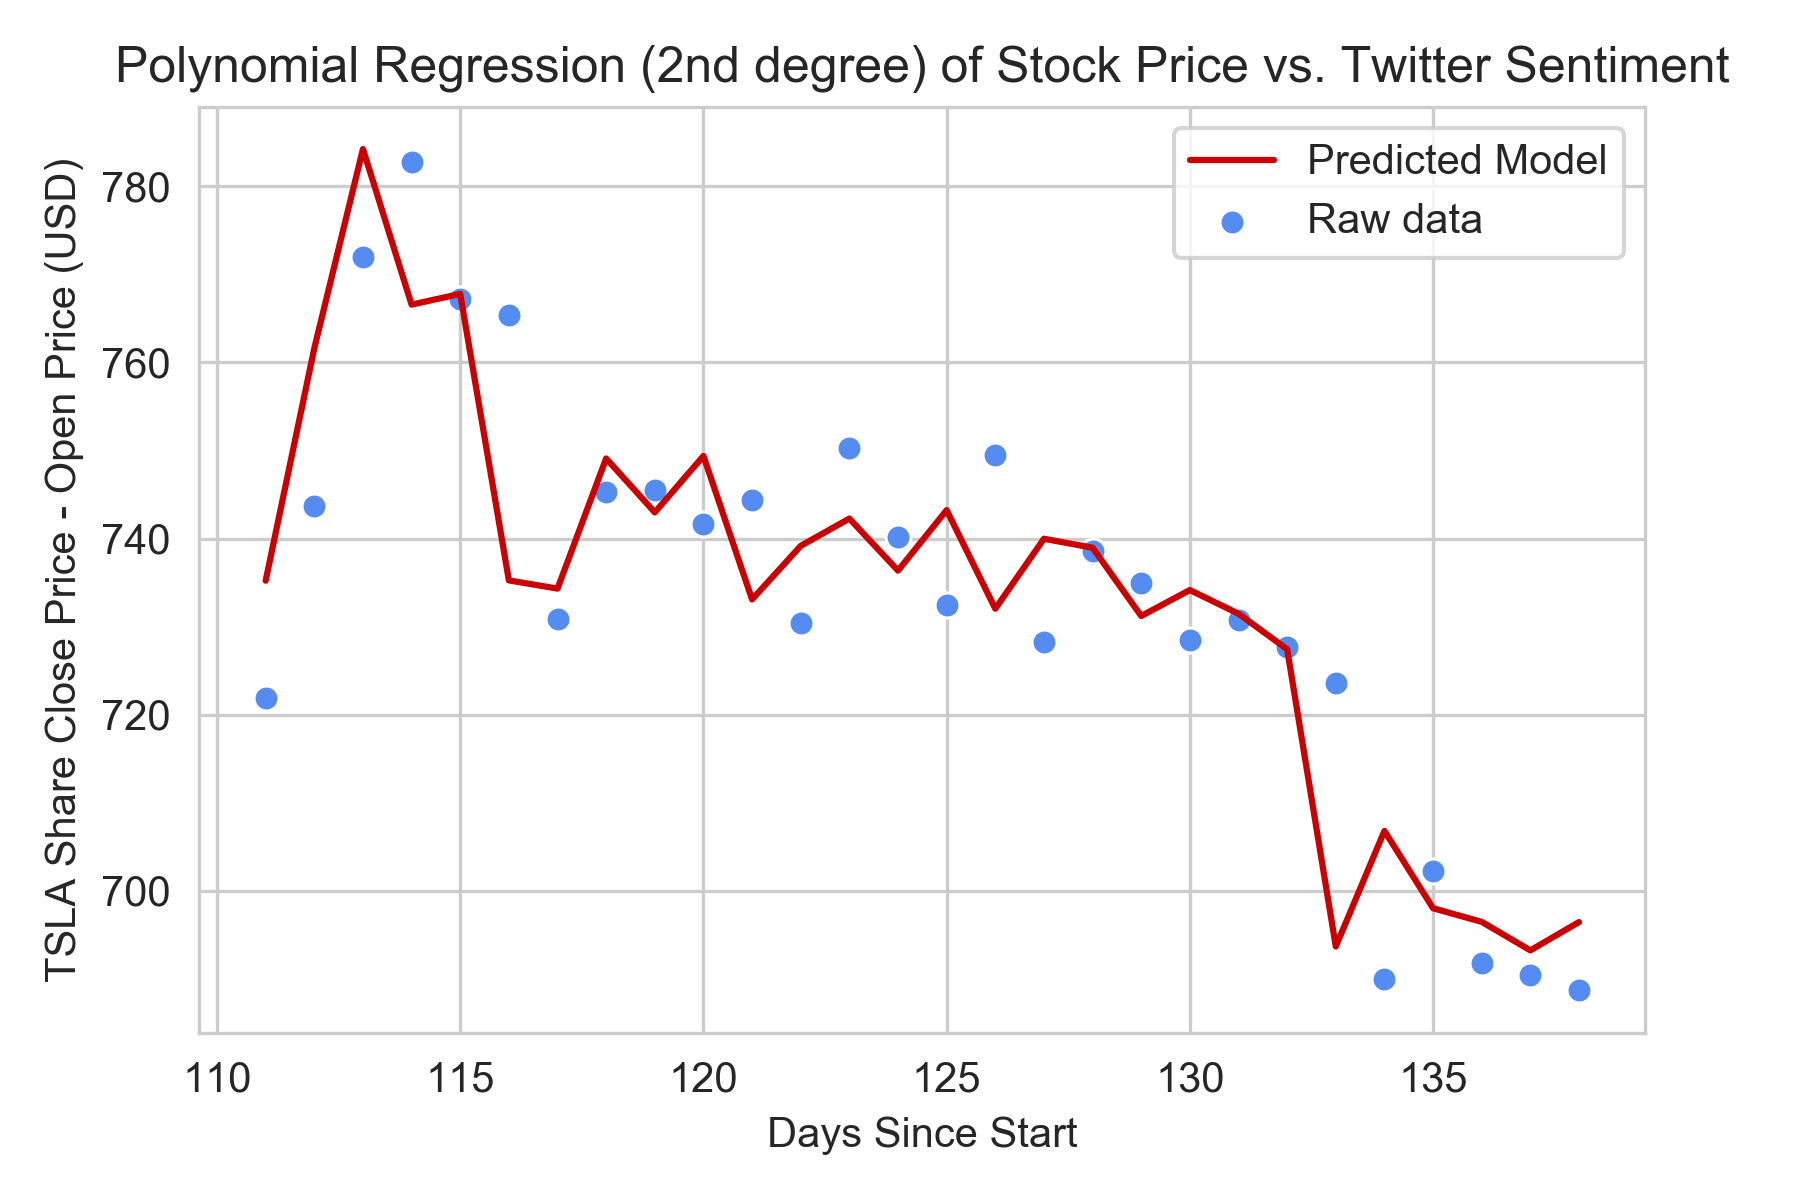 Polynomial Regression (2nd degree) of Stock Price vs. Twitter Sentiment
Predicted Model
Raw data
TSLA Share Close Price - Open Price (USD)
780
760
740
720
700
110 115 120 125 130 135
Days Since Start